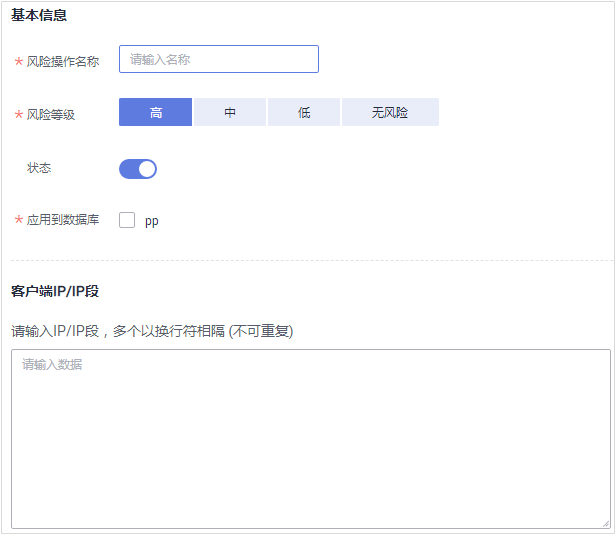 基本信息
* 风险操作名称 请输入名称
* 风险等级 高 中 低 无风险
状态
* 应用到数据库 pp
客户端IP/IP段
请输入IP/IP段，多个以换行符相隔 (不可重复)
请输入数据